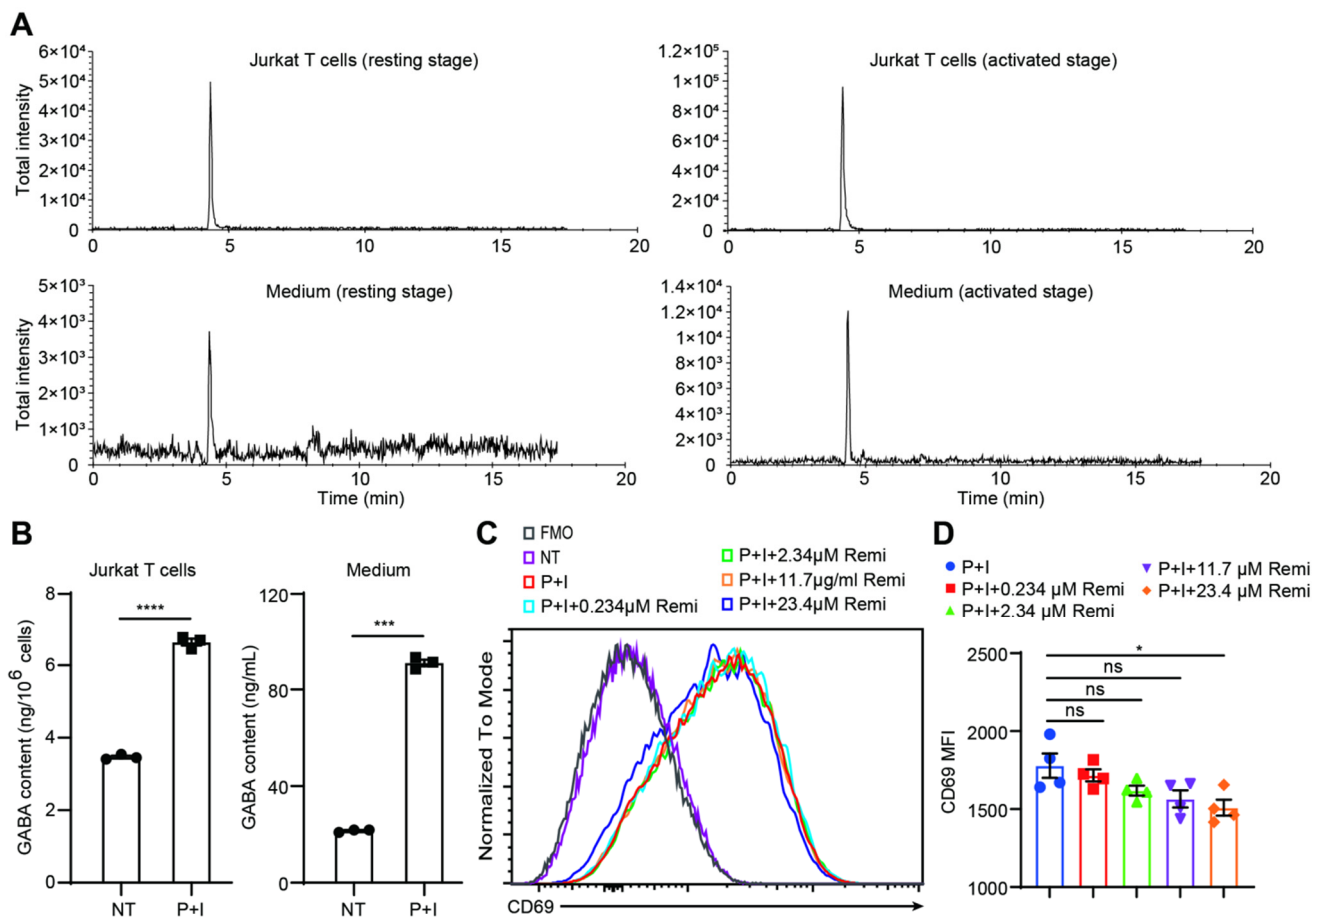 A
Jurkat T cells (resting stage)
Total intensity
6×10⁴
5×10⁴
4×10⁴
3×10⁴
2×10⁴
1×10⁴
0
0 5 10 15 20
Jurkat T cells (activated stage)
1.2×10⁵
1×10⁵
8×10⁴
6×10⁴
4×10⁴
2×10⁴
0
0 5 10 15 20
Medium (resting stage)
Total intensity
5×10³
4×10³
3×10³
2×10³
1×10³
0
0 5 10 15 20
Time (min)
Medium (activated stage)
1.4×10⁴
1.2×10⁴
1×10⁴
8×10³
6×10³
4×10³
2×10³
0
0 5 10 15 20
Time (min)
B
Jurkat T cells
GABA content (ng/10⁶ cells)
8
6
4
2
0
****
NT P+I
Medium
GABA content (ng/mL)
120
80
40
0
***
NT P+I
C
FMO
NT
P+I
P+I+0.234μM Remi
P+I+2.34μM Remi
P+I+11.7μg/ml Remi
P+I+23.4μM Remi
Normalized To Mode
CD69
D
P+I
P+I+0.234 μM Remi
P+I+2.34 μM Remi
P+I+11.7 μM Remi
P+I+23.4 μM Remi
CD69 MFI
2500
2000
1500
1000
*
ns
ns
ns